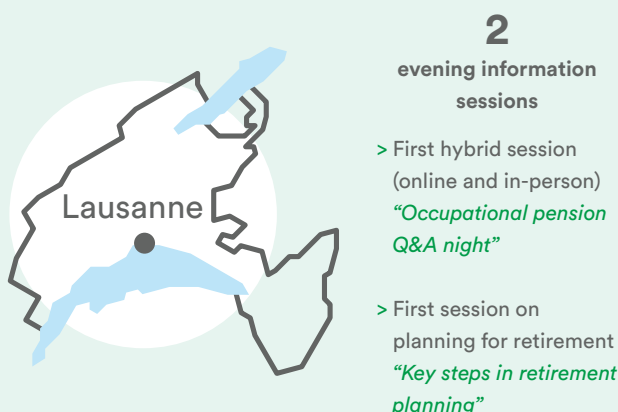 Lausanne
2
evening information
sessions
> First hybrid session
(online and in-person)
“Occupational pension
Q&A night”
> First session on
planning for retirement
“Key steps in retirement
planning”